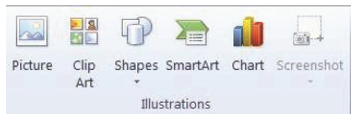 Picture Clip Shapes SmartArt Chart Screenshot
Art
Illustrations